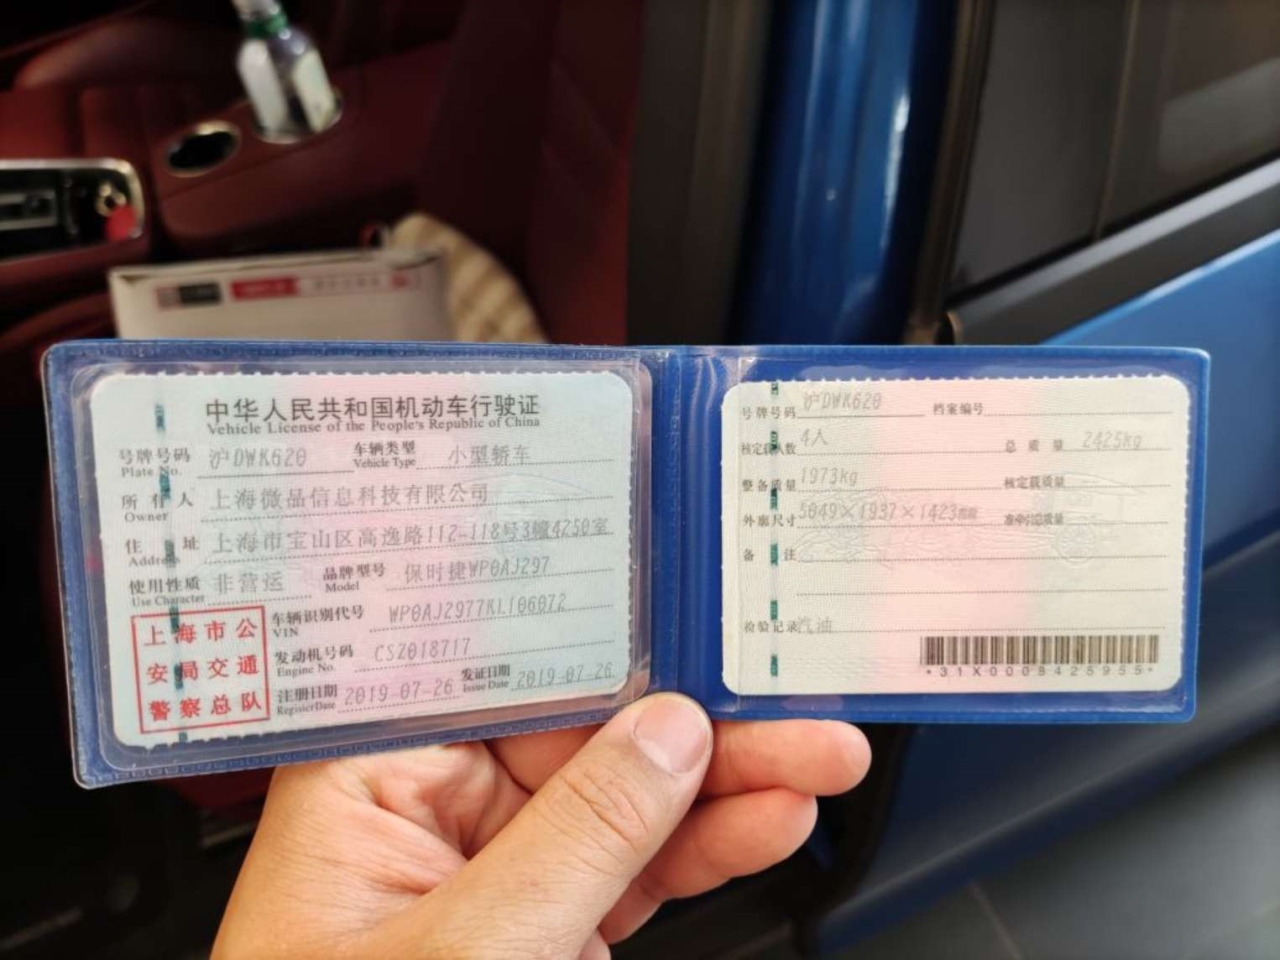 中华人民共和国机动车行驶证
Vehicle License of the People's Republic of China
号牌号码 沪DWK620 车辆类型 小型轿车
Plate No. Vehicle Type
所有人 上海微品信息科技有限公司
Owner
住址 上海市宝山区高逸路112-118号3幢4250室
Address
使用性质 非营运 品牌型号 保时捷WP0AJ297
Use Character Model
上海市公
安局交通
警察总队
车辆识别代号 WP0AJ2977KL106072
VIN
发动机号码 CSZ018717
Engine No.
注册日期 2019-07-26 发证日期 2019-07-26
Register Date Issue Date
号牌号码 沪DWK620 档案编号
核定载人数 4人 总质量 2425kg
整备质量 1973kg 核定载质量
外廓尺寸 5049×1937×1423mm 准牵引总质量
备注
检验记录 汽油
*31X0008425955*